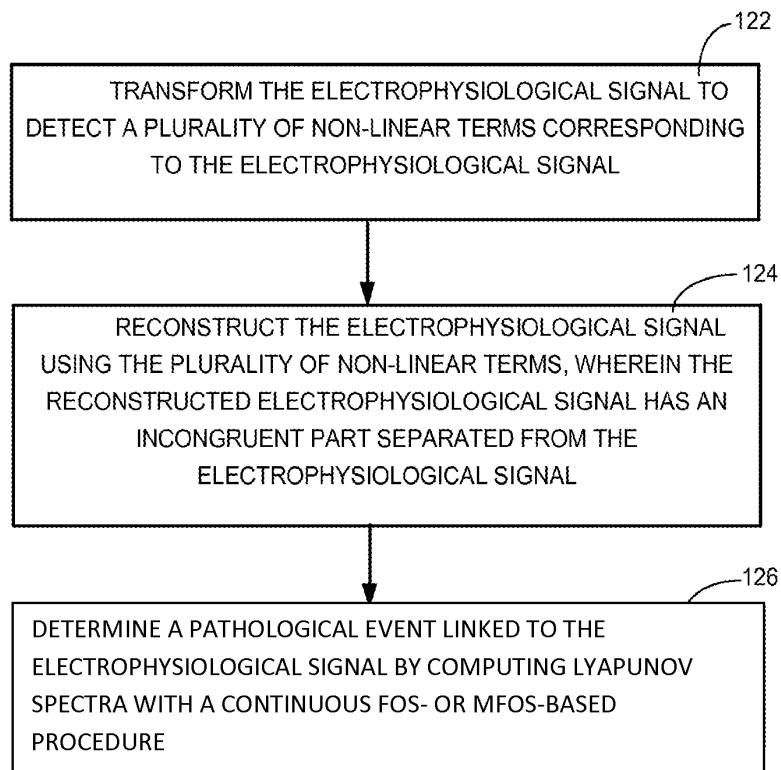 122
TRANSFORM THE ELECTROPHYSIOLOGICAL SIGNAL TO
DETECT A PLURALITY OF NON-LINEAR TERMS CORRESPONDING
TO THE ELECTROPHYSIOLOGICAL SIGNAL
124
RECONSTRUCT THE ELECTROPHYSIOLOGICAL SIGNAL
USING THE PLURALITY OF NON-LINEAR TERMS, WHEREIN THE
RECONSTRUCTED ELECTROPHYSIOLOGICAL SIGNAL HAS AN
INCONGRUENT PART SEPARATED FROM THE
ELECTROPHYSIOLOGICAL SIGNAL
126
DETERMINE A PATHOLOGICAL EVENT LINKED TO THE
ELECTROPHYSIOLOGICAL SIGNAL BY COMPUTING LYAPUNOV
SPECTRA WITH A CONTINUOUS FOS- OR MFOS-BASED
PROCEDURE